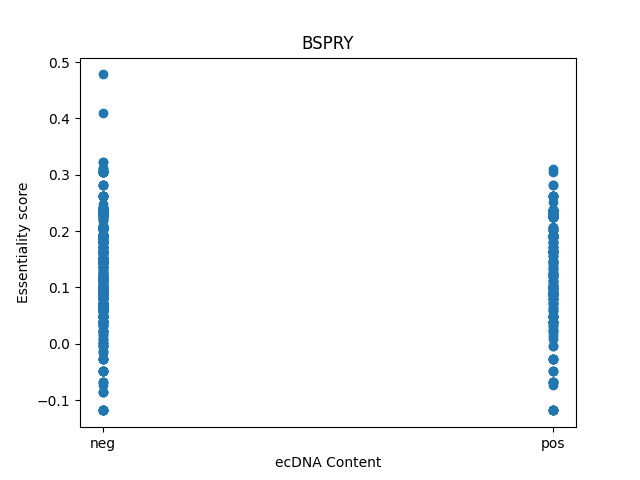 BSPRY
Essentiality score
0.5
0.4
0.3
0.2
0.1
0.0
−0.1
neg
pos
ecDNA Content